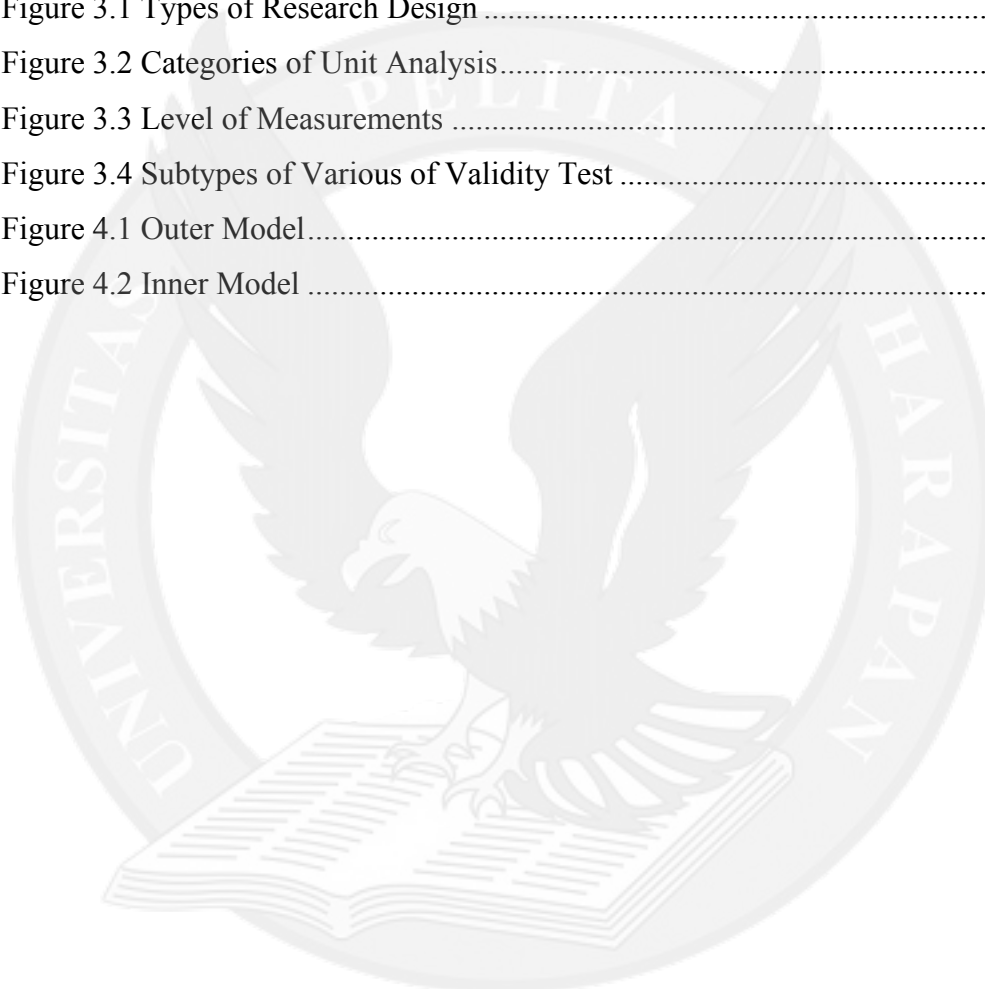 Figure 3.1 Types of Research Design ................................................................
Figure 3.2 Categories of Unit Analysis ..............................................................
Figure 3.3 Level of Measurements ....................................................................
Figure 3.4 Subtypes of Various of Validity Test ...............................................
Figure 4.1 Outer Model .....................................................................................
Figure 4.2 Inner Model ......................................................................................
UNIVERSITAS PELITA HARAPAN